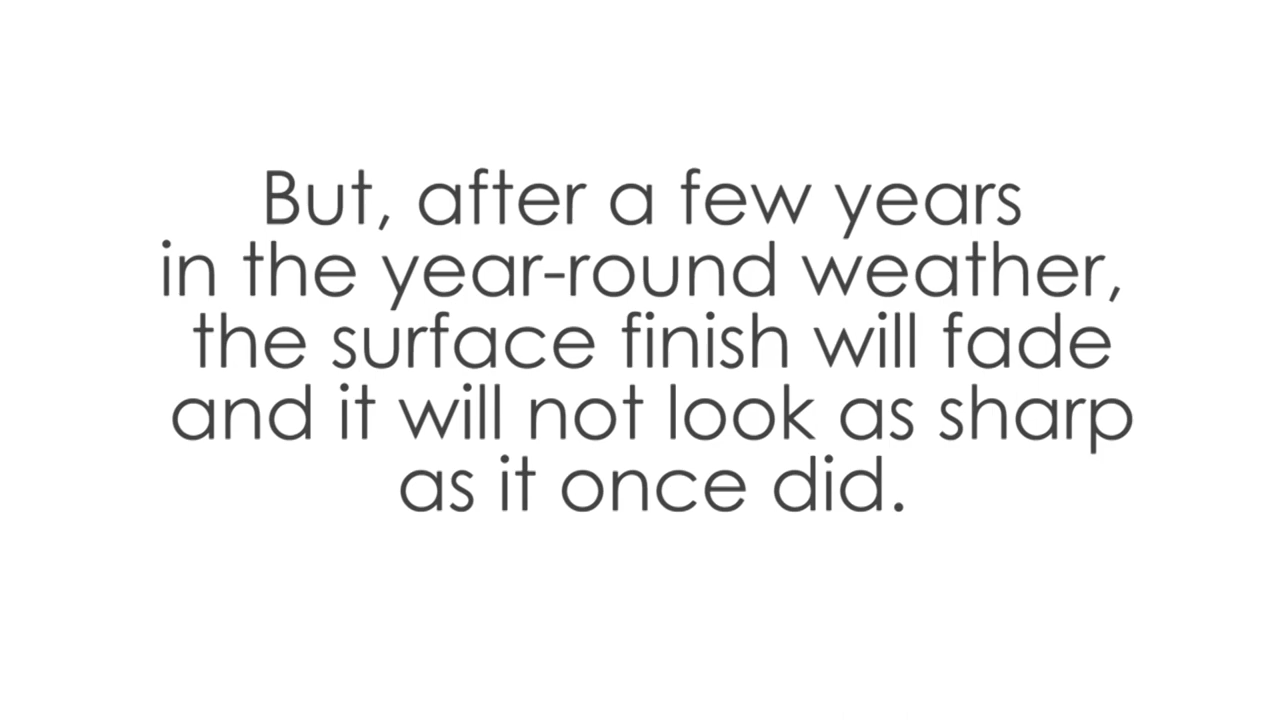 But, after a few years
in the year-round weather,
the surface finish will fade
and it will not look as sharp
as it once did.